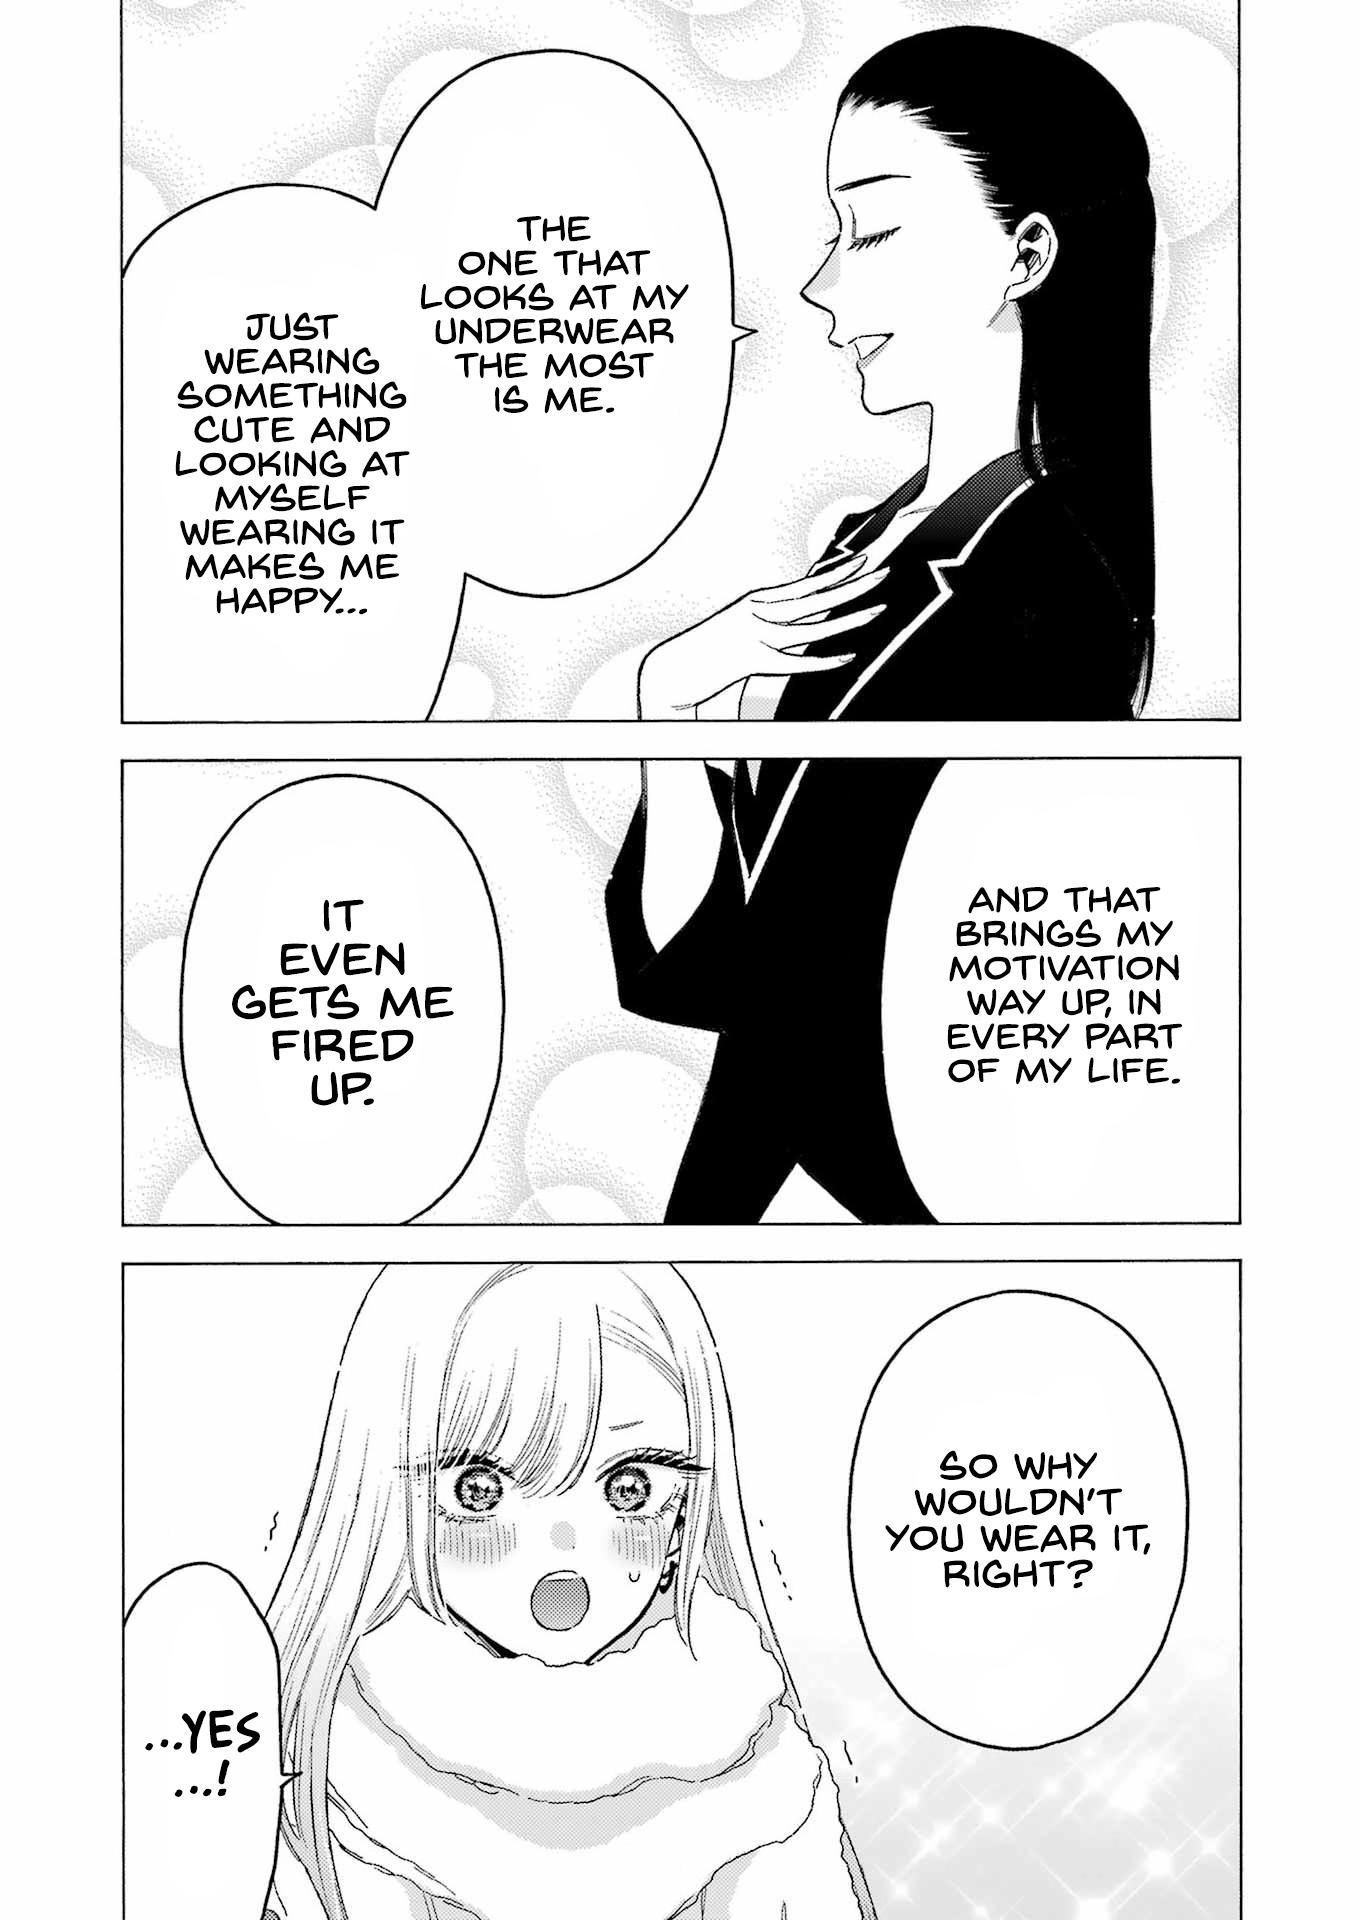 THE
ONE THAT
LOOKS AT MY
UNDERWEAR
THE MOST
IS ME.
JUST
WEARING
SOMETHING
CUTE AND
LOOKING AT
MYSELF
WEARING IT
MAKES ME
HAPPY...
AND THAT
BRINGS MY
MOTIVATION
WAY UP, IN
EVERY PART
OF MY LIFE.
IT
EVEN
GETS ME
FIRED
UP.
SO WHY
WOULDN'T
YOU WEAR IT,
RIGHT?
...YES
...!